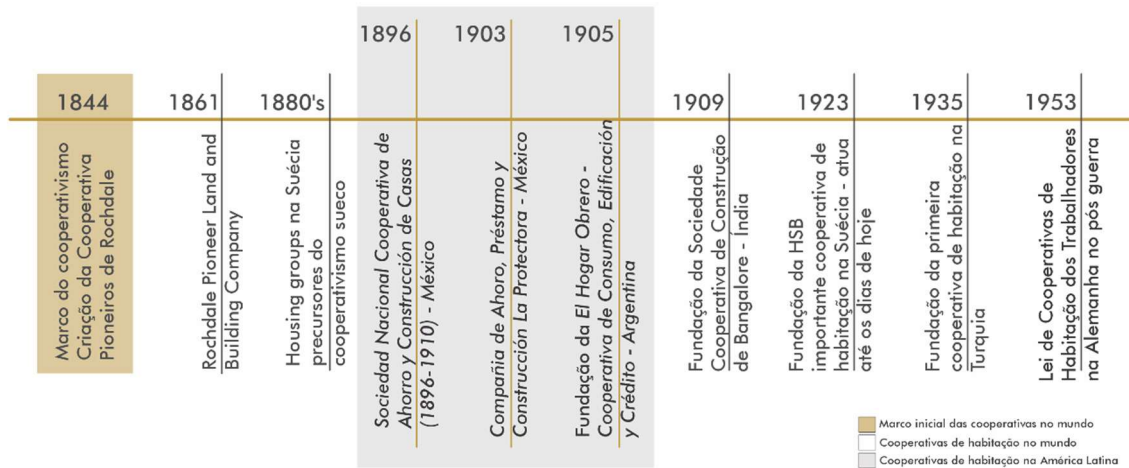 1844
Marco do cooperativismo
Criação da Cooperativa
Pioneiros de Rochdale
1861
Rochdale Pioneer Land and
Building Company
1880's
Housing groups na Suécia
precursores do
cooperativismo sueco
1896
Sociedad Nacional Cooperativa de
Ahorro y Construcción de Casas
(1896-1910) - México
1903
Compañia de Ahorro, Préstamo y
Construcción La Protectora - México
1905
Fundação da El Hogar Obrero -
Cooperativa de Consumo, Edificación
y Crédito - Argentina
1909
Fundação da Sociedade
Cooperativa de Construção
de Bangalore - Índia
1923
Fundação da HSB
importante cooperativa de
habitação na Suécia - atua
até os dias de hoje
1935
Fundação da primeira
cooperativa de habitação na
Turquia
1953
Lei de Cooperativas de
Habitação dos Trabalhadores
na Alemanha no pós guerra
Marco inicial das cooperativas no mundo
Cooperativas de habitação no mundo
Cooperativas de habitação na América Latina